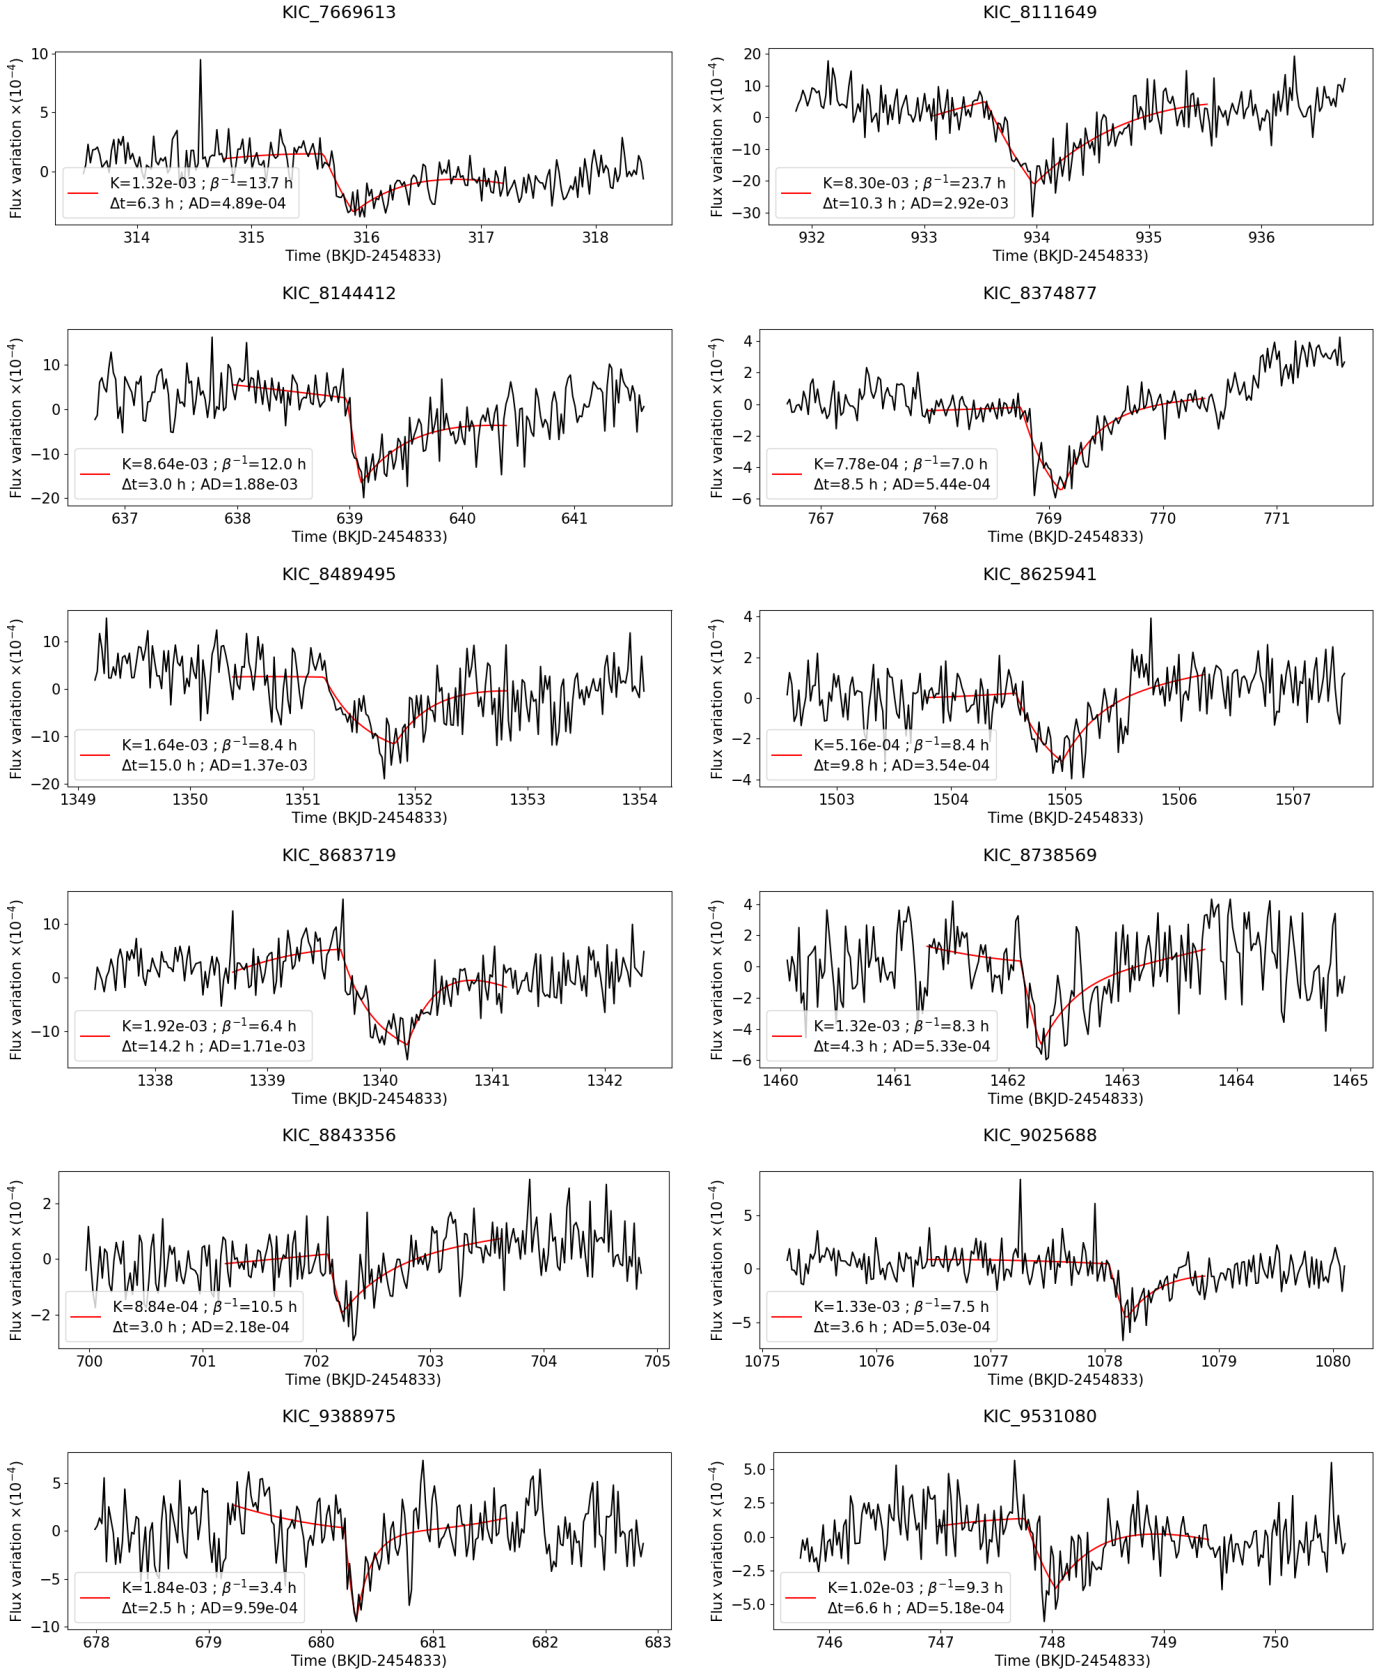 KIC_7669613
Flux variation ×(10⁻⁴)
10
5
0
K=1.32e-03 ; β⁻¹=13.7 h
Δt=6.3 h ; AD=4.89e-04
314 315 316 317 318
Time (BKJD-2454833)
KIC_8111649
Flux variation ×(10⁻⁴)
20
10
0
−10
−20
−30
K=8.30e-03 ; β⁻¹=23.7 h
Δt=10.3 h ; AD=2.92e-03
932 933 934 935 936
Time (BKJD-2454833)
KIC_8144412
Flux variation ×(10⁻⁴)
10
0
−10
−20
K=8.64e-03 ; β⁻¹=12.0 h
Δt=3.0 h ; AD=1.88e-03
637 638 639 640 641
Time (BKJD-2454833)
KIC_8374877
Flux variation ×(10⁻⁴)
4
2
0
−2
−4
−6
K=7.78e-04 ; β⁻¹=7.0 h
Δt=8.5 h ; AD=5.44e-04
767 768 769 770 771
Time (BKJD-2454833)
KIC_8489495
Flux variation ×(10⁻⁴)
10
0
−10
−20
K=1.64e-03 ; β⁻¹=8.4 h
Δt=15.0 h ; AD=1.37e-03
1349 1350 1351 1352 1353 1354
Time (BKJD-2454833)
KIC_8625941
Flux variation ×(10⁻⁴)
4
2
0
−2
−4
K=5.16e-04 ; β⁻¹=8.4 h
Δt=9.8 h ; AD=3.54e-04
1503 1504 1505 1506 1507
Time (BKJD-2454833)
KIC_8683719
Flux variation ×(10⁻⁴)
10
0
−10
K=1.92e-03 ; β⁻¹=6.4 h
Δt=14.2 h ; AD=1.71e-03
1338 1339 1340 1341 1342
Time (BKJD-2454833)
KIC_8738569
Flux variation ×(10⁻⁴)
4
2
0
−2
−4
−6
K=1.32e-03 ; β⁻¹=8.3 h
Δt=4.3 h ; AD=5.33e-04
1460 1461 1462 1463 1464 1465
Time (BKJD-2454833)
KIC_8843356
Flux variation ×(10⁻⁴)
2
0
−2
K=8.84e-04 ; β⁻¹=10.5 h
Δt=3.0 h ; AD=2.18e-04
700 701 702 703 704 705
Time (BKJD-2454833)
KIC_9025688
Flux variation ×(10⁻⁴)
5
0
−5
K=1.33e-03 ; β⁻¹=7.5 h
Δt=3.6 h ; AD=5.03e-04
1075 1076 1077 1078 1079 1080
Time (BKJD-2454833)
KIC_9388975
Flux variation ×(10⁻⁴)
5
0
−5
−10
K=1.84e-03 ; β⁻¹=3.4 h
Δt=2.5 h ; AD=9.59e-04
678 679 680 681 682 683
Time (BKJD-2454833)
KIC_9531080
Flux variation ×(10⁻⁴)
5.0
2.5
0.0
−2.5
−5.0
K=1.02e-03 ; β⁻¹=9.3 h
Δt=6.6 h ; AD=5.18e-04
746 747 748 749 750
Time (BKJD-2454833)